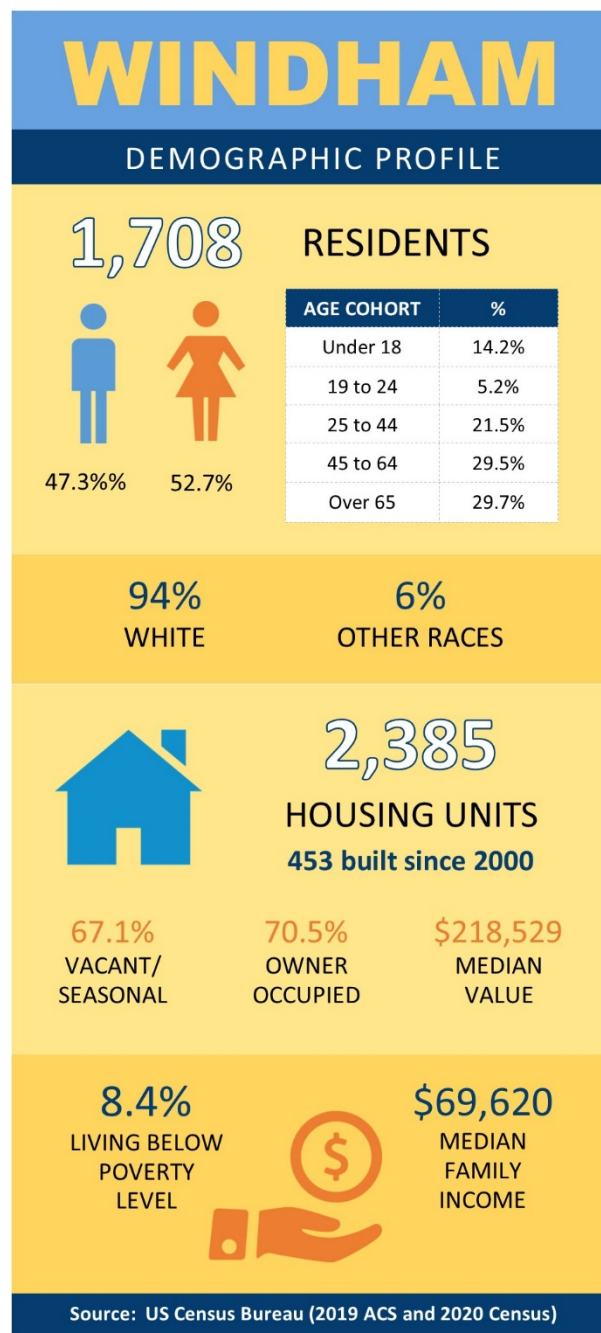 WINDHAM
DEMOGRAPHIC PROFILE
1,708 RESIDENTS
47.3%% 52.7%
AGE COHORT %
Under 18 14.2%
19 to 24 5.2%
25 to 44 21.5%
45 to 64 29.5%
Over 65 29.7%
94%
WHITE
6%
OTHER RACES
2,385
HOUSING UNITS
453 built since 2000
67.1%
VACANT/
SEASONAL
70.5%
OWNER
OCCUPIED
$218,529
MEDIAN
VALUE
8.4%
LIVING BELOW
POVERTY
LEVEL
$
$69,620
MEDIAN
FAMILY
INCOME
Source: US Census Bureau (2019 ACS and 2020 Census)